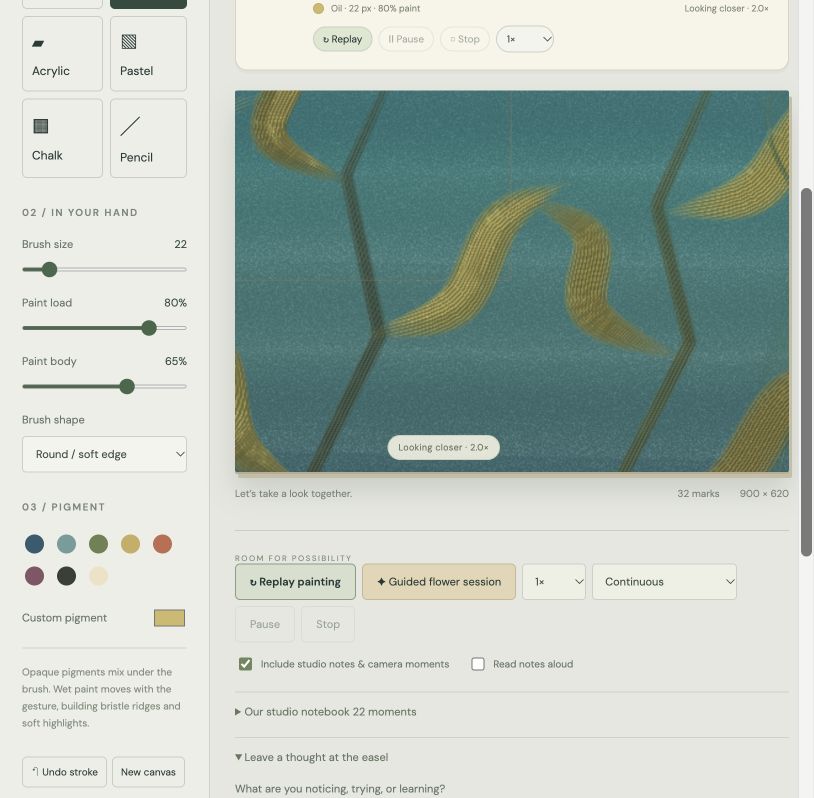 Acrylic
Pastel
Chalk
Pencil
02 / IN YOUR HAND
Brush size 22
Paint load 80%
Paint body 65%
Brush shape
Round / soft edge
03 / PIGMENT
Custom pigment
Opaque pigments mix under the
brush. Wet paint moves with the
gesture, building bristle ridges and
soft highlights.
Undo stroke
New canvas
Oil · 22 px · 80% paint
Looking closer · 2.0×
↻ Replay
Pause
Stop
1×
Looking closer · 2.0×
Let's take a look together.
32 marks 900 × 620
ROOM FOR POSSIBILITY
↻ Replay painting
✦ Guided flower session
1×
Continuous
Pause
Stop
Include studio notes & camera moments
Read notes aloud
▶ Our studio notebook 22 moments
▼ Leave a thought at the easel
What are you noticing, trying, or learning?